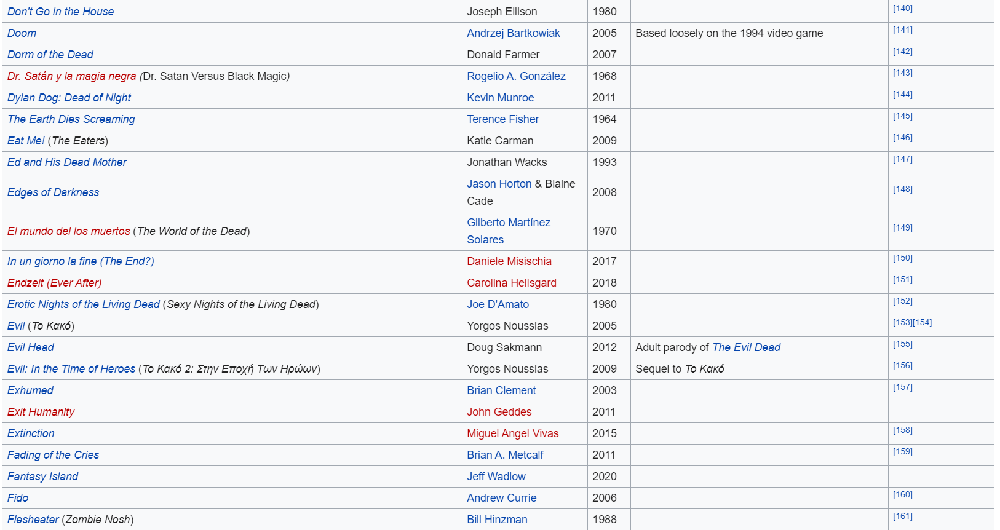 Don't Go in the House Joseph Ellison 1980 [140]
Doom Andrzej Bartkowiak 2005 Based loosely on the 1994 video game [141]
Dorm of the Dead Donald Farmer 2007 [142]
Dr. Satán y la magia negra (Dr. Satan Versus Black Magic) Rogelio A. González 1968 [143]
Dylan Dog: Dead of Night Kevin Munroe 2011 [144]
The Earth Dies Screaming Terence Fisher 1964 [145]
Eat Me! (The Eaters) Katie Carman 2009 [146]
Ed and His Dead Mother Jonathan Wacks 1993 [147]
Edges of Darkness Jason Horton & Blaine
Cade 2008 [148]
El mundo del los muertos (The World of the Dead) Gilberto Martínez
Solares 1970 [149]
In un giorno la fine (The End?) Daniele Misischia 2017 [150]
Endzeit (Ever After) Carolina Hellsgard 2018 [151]
Erotic Nights of the Living Dead (Sexy Nights of the Living Dead) Joe D'Amato 1980 [152]
Evil (Το Κακό) Yorgos Noussias 2005 [153][154]
Evil Head Doug Sakmann 2012 Adult parody of The Evil Dead [155]
Evil: In the Time of Heroes (Το Κακό 2: Στην Εποχή Των Ηρώων) Yorgos Noussias 2009 Sequel to Το Κακό [156]
Exhumed Brian Clement 2003 [157]
Exit Humanity John Geddes 2011
Extinction Miguel Angel Vivas 2015 [158]
Fading of the Cries Brian A. Metcalf 2011 [159]
Fantasy Island Jeff Wadlow 2020
Fido Andrew Currie 2006 [160]
Flesheater (Zombie Nosh) Bill Hinzman 1988 [161]